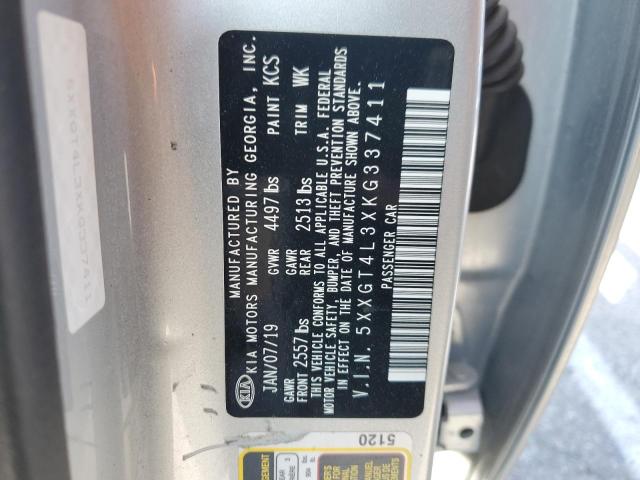 MANUFACTURED BY
KIA KIA MOTORS MANUFACTURING GEORGIA, INC.
JAN/07/19 GVWR 4497 lbs PAINT KCS
GAWR FRONT 2557 lbs GAWR REAR 2513 lbs TRIM WK
THIS VEHICLE CONFORMS TO ALL APPLICABLE U.S.A. FEDERAL
MOTOR VEHICLE SAFETY, BUMPER, AND THEFT PREVENTION STANDARDS
IN EFFECT ON THE DATE OF MANUFACTURE SHOWN ABOVE.
V.I.N. 5XXGT4L3XKG337411
PASSENGER CAR
5120